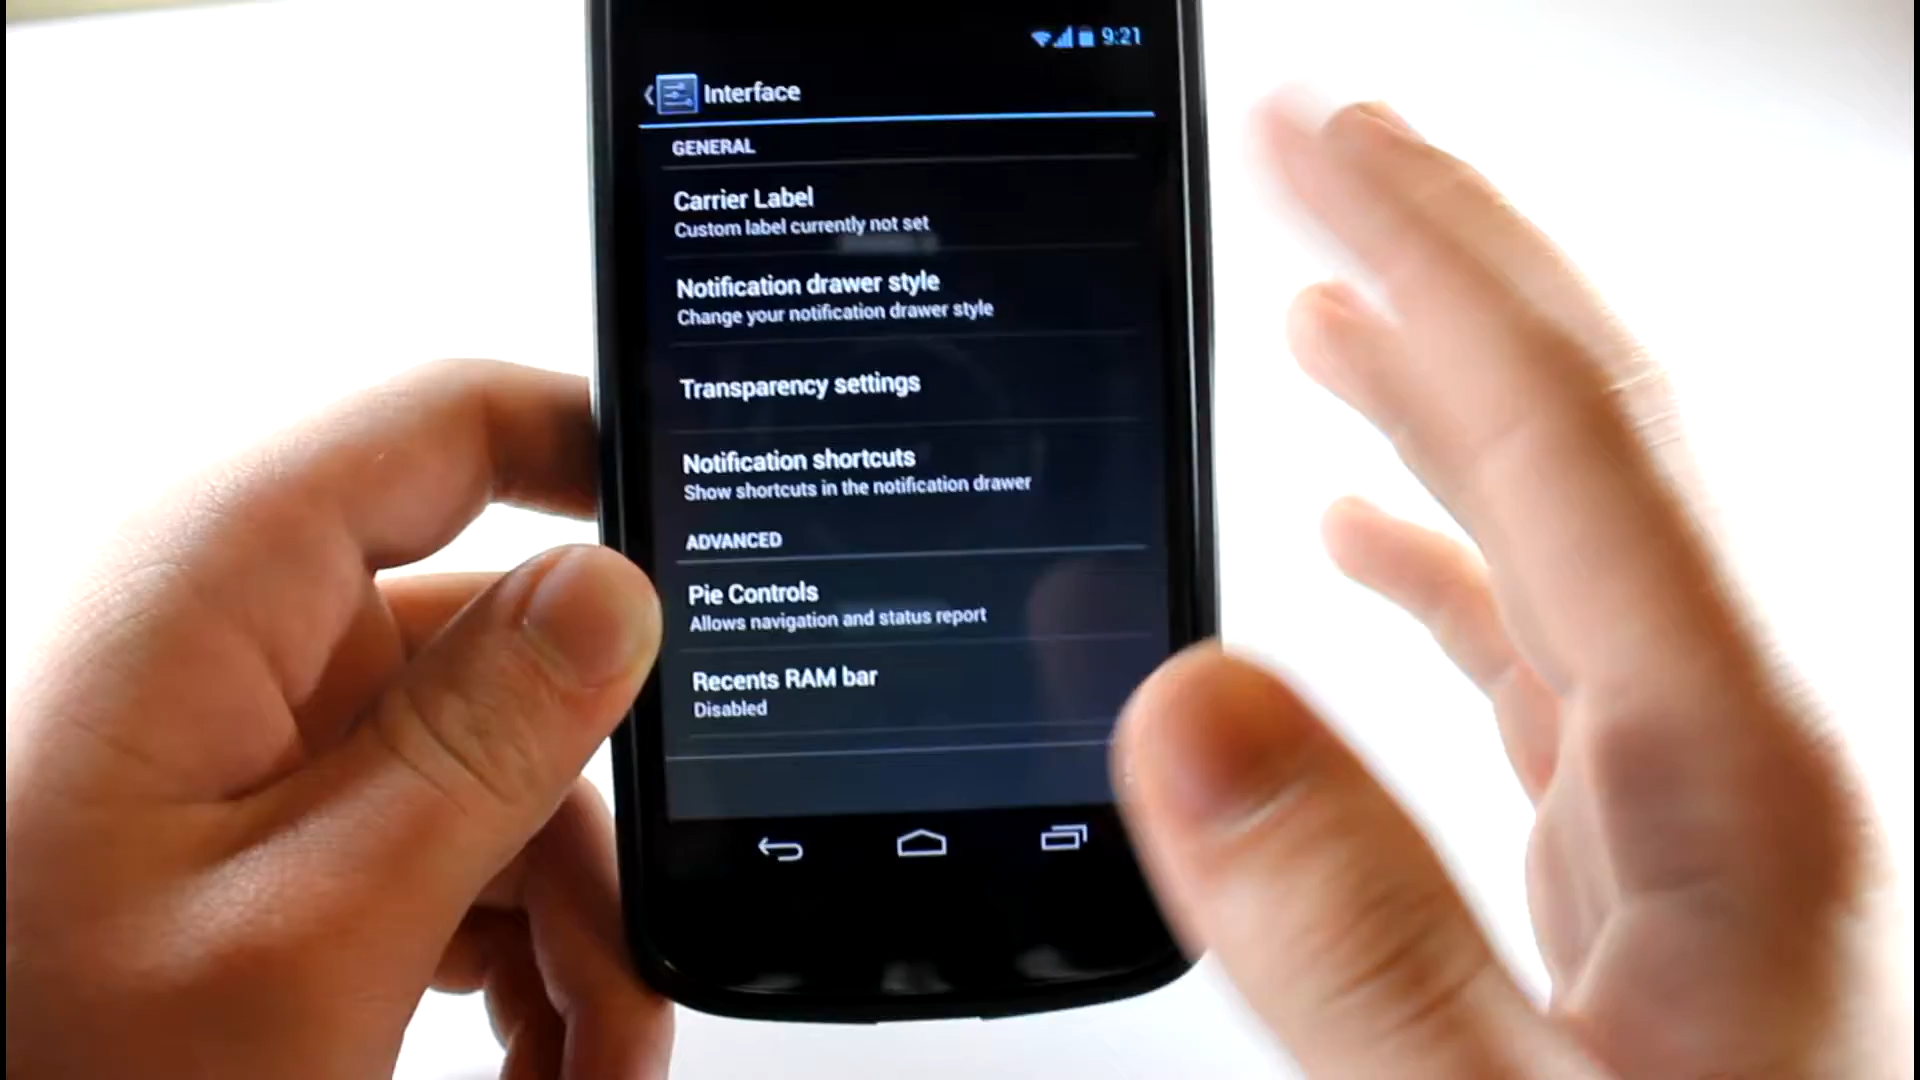 9:21
Interface
GENERAL
Carrier Label
Custom label currently not set
Notification drawer style
Change your notification drawer style
Transparency settings
Notification shortcuts
Show shortcuts in the notification drawer
ADVANCED
Pie Controls
Allows navigation and status report
Recents RAM bar
Disabled